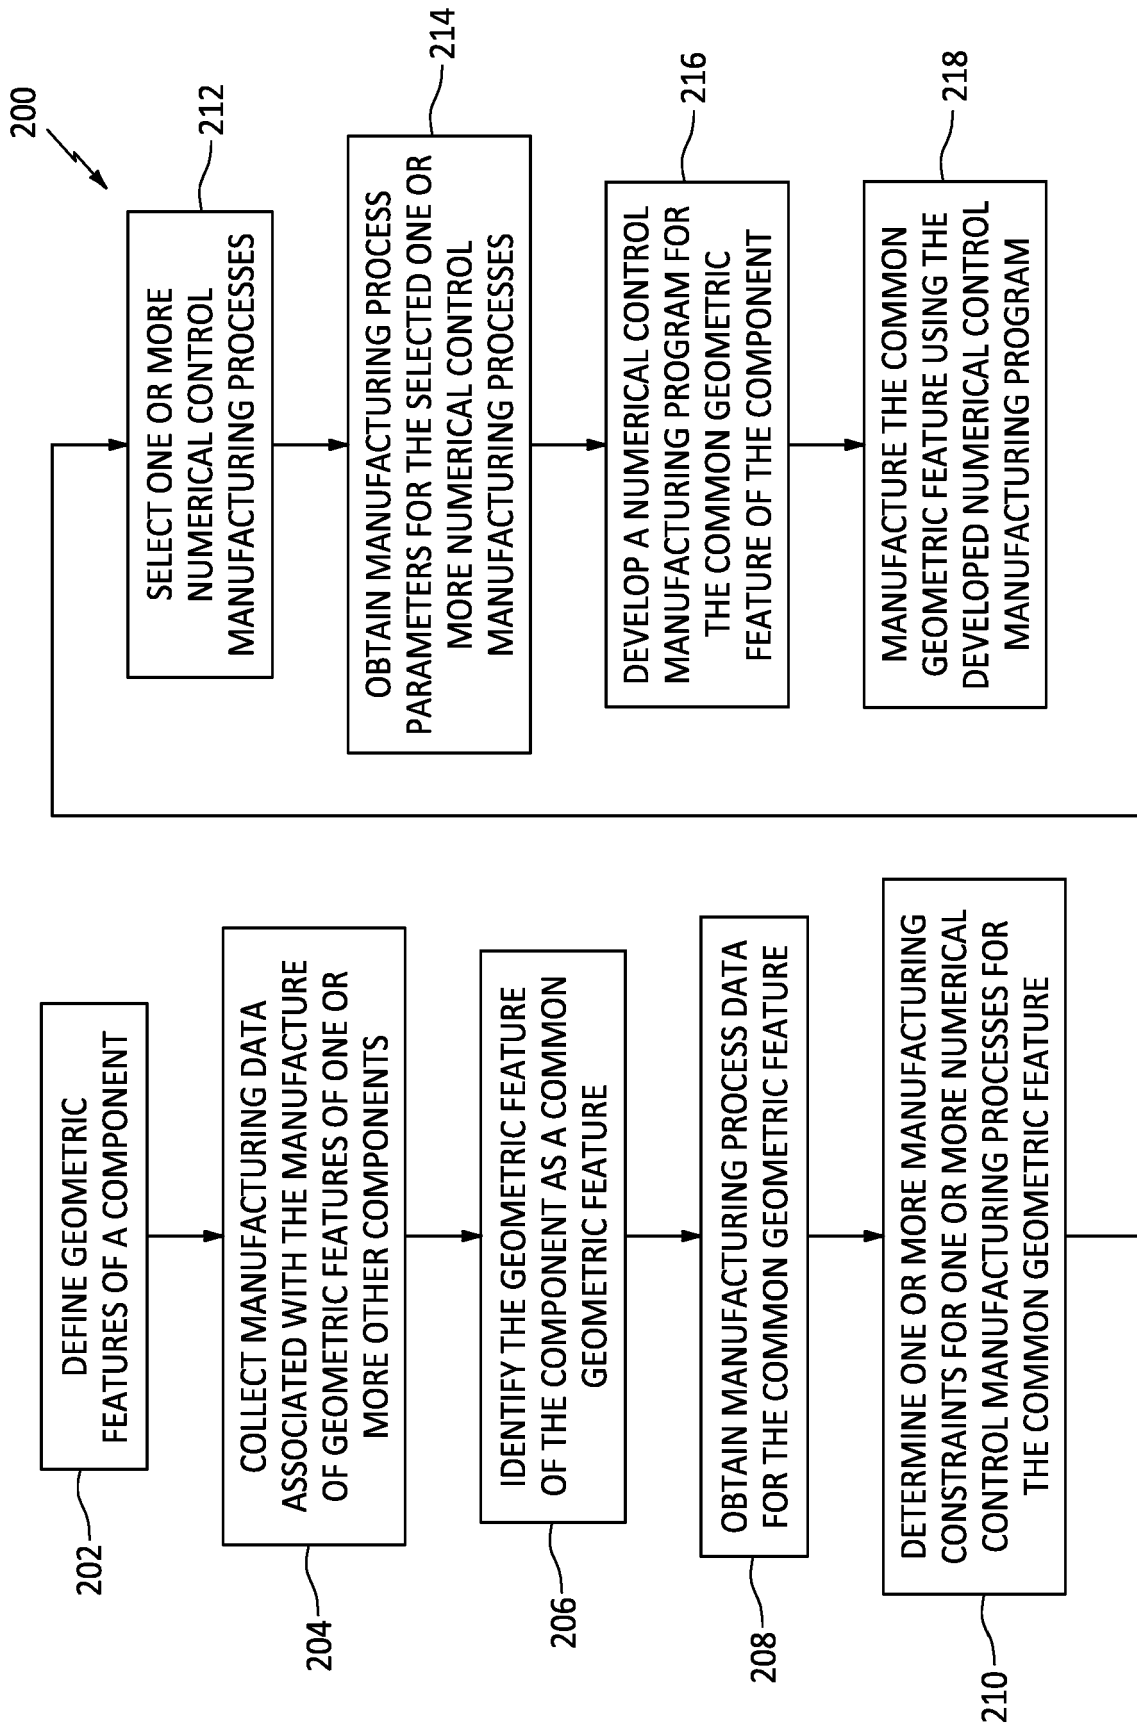 200
202
DEFINE GEOMETRIC
FEATURES OF A COMPONENT
204
COLLECT MANUFACTURING DATA
ASSOCIATED WITH THE MANUFACTURE
OF GEOMETRIC FEATURES OF ONE OR
MORE OTHER COMPONENTS
206
IDENTIFY THE GEOMETRIC FEATURE
OF THE COMPONENT AS A COMMON
GEOMETRIC FEATURE
208
OBTAIN MANUFACTURING PROCESS DATA
FOR THE COMMON GEOMETRIC FEATURE
210
DETERMINE ONE OR MORE MANUFACTURING
CONSTRAINTS FOR ONE OR MORE NUMERICAL
CONTROL MANUFACTURING PROCESSES FOR
THE COMMON GEOMETRIC FEATURE
212
SELECT ONE OR MORE
NUMERICAL CONTROL
MANUFACTURING PROCESSES
214
OBTAIN MANUFACTURING PROCESS
PARAMETERS FOR THE SELECTED ONE OR
MORE NUMERICAL CONTROL
MANUFACTURING PROCESSES
216
DEVELOP A NUMERICAL CONTROL
MANUFACTURING PROGRAM FOR
THE COMMON GEOMETRIC
FEATURE OF THE COMPONENT
218
MANUFACTURE THE COMMON
GEOMETRIC FEATURE USING THE
DEVELOPED NUMERICAL CONTROL
MANUFACTURING PROGRAM